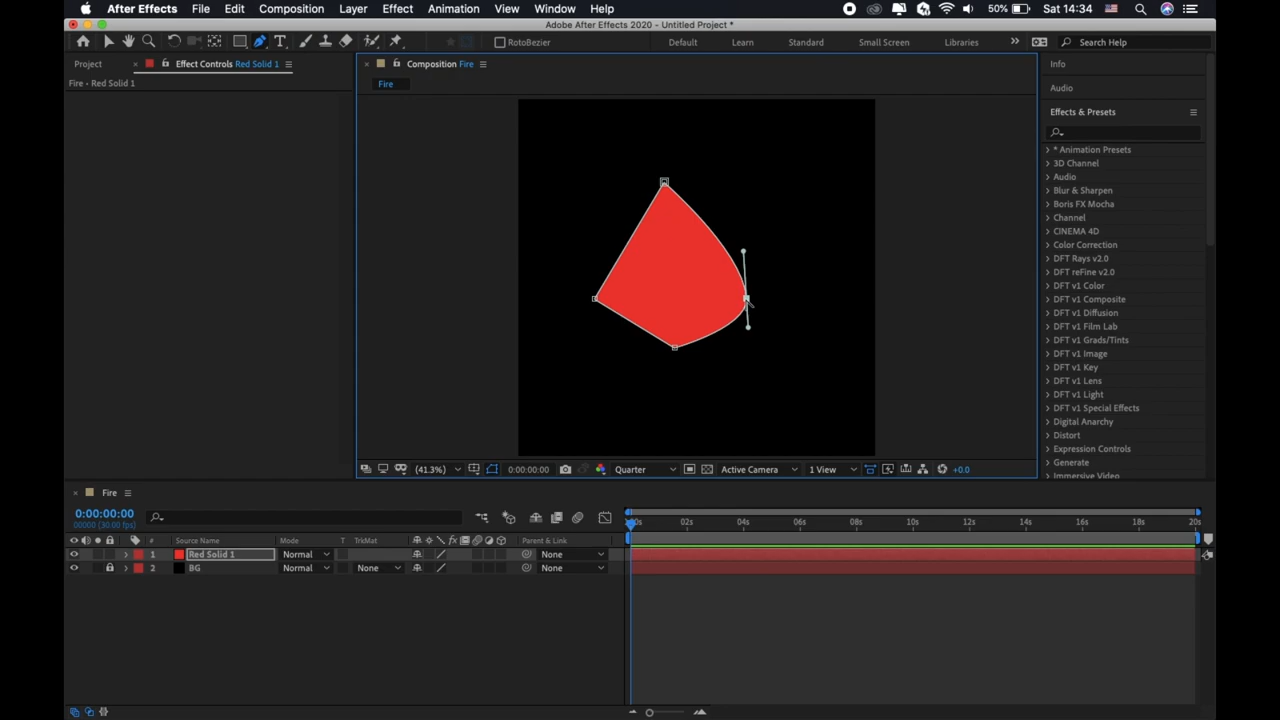 After Effects File Edit Composition Layer Effect Animation View Window Help 50% Sat 14:34
Adobe After Effects 2020 - Untitled Project *
RotoBezier Default Learn Standard Small Screen Libraries Search Help
Project Effect Controls Red Solid 1 Composition Fire Info
Fire • Red Solid 1 Fire Audio
Effects & Presets
* Animation Presets
3D Channel
Audio
Blur & Sharpen
Boris FX Mocha
Channel
CINEMA 4D
Color Correction
DFT Rays v2.0
DFT reFine v2.0
DFT v1 Color
DFT v1 Composite
DFT v1 Diffusion
DFT v1 Film Lab
DFT v1 Grads/Tints
DFT v1 Image
DFT v1 Key
DFT v1 Lens
DFT v1 Light
DFT v1 Special Effects
Digital Anarchy
Distort
Expression Controls
Generate
Immersive Video
(41.3%) 0:00:00:00 Quarter Active Camera 1 View +0.0
Fire
0:00:00:00
00000 (30.00 fps)
02s 04s 06s 08s 10s 12s 14s 16s 18s 20s
# Source Name Mode T TrkMat Parent & Link
1 Red Solid 1 Normal None
2 BG Normal None None